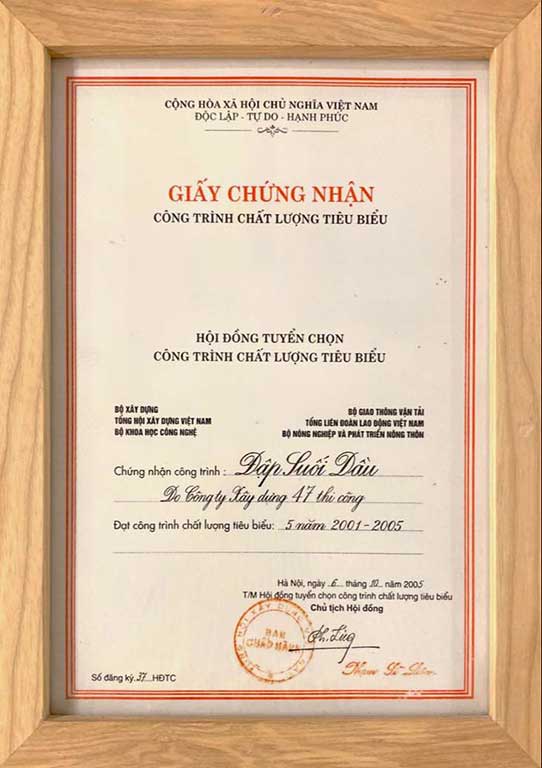 CỘNG HÒA XÃ HỘI CHỦ NGHĨA VIỆT NAM
ĐỘC LẬP - TỰ DO - HẠNH PHÚC
GIẤY CHỨNG NHẬN
CÔNG TRÌNH CHẤT LƯỢNG TIÊU BIỂU
HỘI ĐỒNG TUYỂN CHỌN
CÔNG TRÌNH CHẤT LƯỢNG TIÊU BIỂU
BỘ XÂY DỰNG
TỔNG HỘI XÂY DỰNG VIỆT NAM
BỘ KHOA HỌC CÔNG NGHỆ
BỘ GIAO THÔNG VẬN TẢI
TỔNG LIÊN ĐOÀN LAO ĐỘNG VIỆT NAM
BỘ NÔNG NGHIỆP VÀ PHÁT TRIỂN NÔNG THÔN
Chứng nhận công trình : Đập Suối Dầu
Do Công ty Xây dựng 47 thi công
Đạt công trình chất lượng tiêu biểu: 5 năm 2001 - 2005
Hà Nội, ngày 6 tháng 10 năm 2005
T/M Hội đồng tuyển chọn công trình chất lượng tiêu biểu
Chủ tịch Hội đồng
BAN
CHẤP HÀNH
Số đăng ký 37 HĐTC